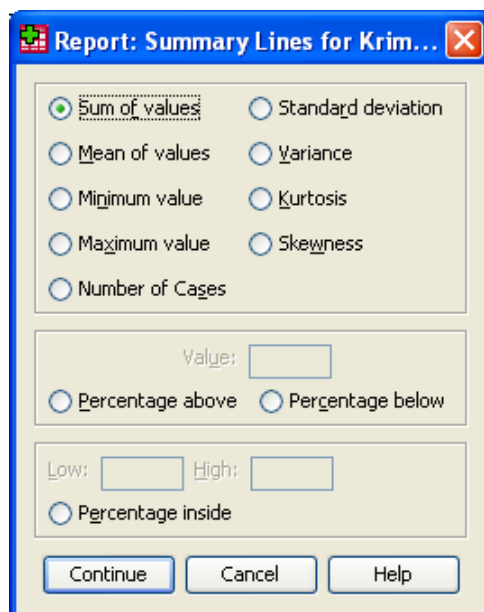 Report: Summary Lines for Krim...
Sum of values
Standard deviation
Mean of values
Variance
Minimum value
Kurtosis
Maximum value
Skewness
Number of Cases
Value:
Percentage above
Percentage below
Low:
High:
Percentage inside
Continue
Cancel
Help